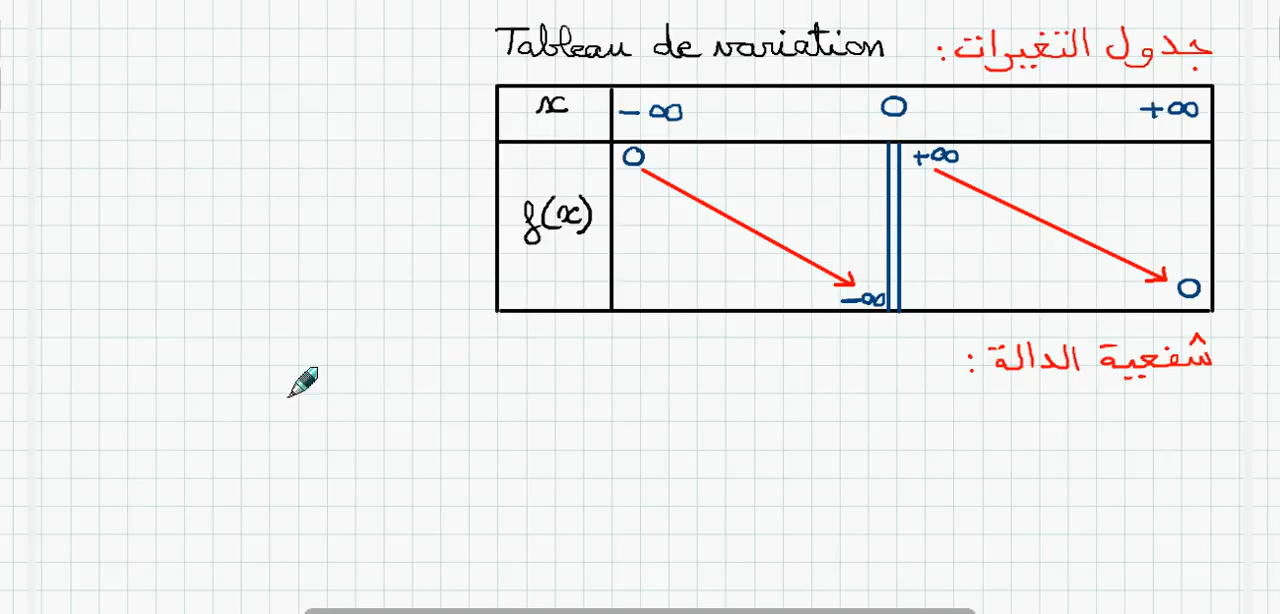 Tableau de variation جدول التغيرات :
x -∞ 0 +∞
f(x) 0 -∞ +∞ 0
شفعية الدالة :